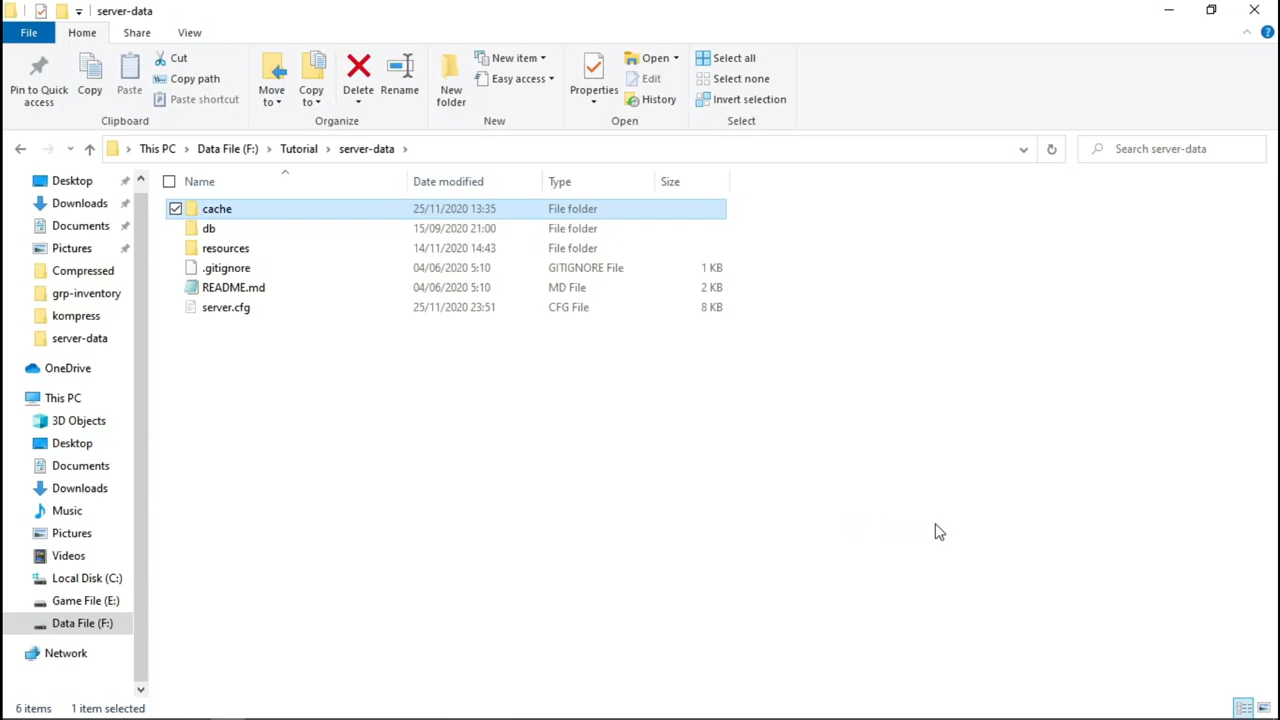 server-data
File Home Share View
Pin to Quick access
Copy
Paste
Cut
Copy path
Paste shortcut
Clipboard
Move to
Copy to
Delete
Rename
Organize
New folder
New item
Easy access
New
Properties
Open
Edit
History
Open
Select all
Select none
Invert selection
Select
This PC › Data File (F:) › Tutorial › server-data ›
Search server-data
Desktop
Downloads
Documents
Pictures
Compressed
grp-inventory
kompress
server-data
OneDrive
This PC
3D Objects
Desktop
Documents
Downloads
Music
Pictures
Videos
Local Disk (C:)
Game File (E:)
Data File (F:)
Network
Name Date modified Type Size
cache 25/11/2020 13:35 File folder
db 15/09/2020 21:00 File folder
resources 14/11/2020 14:43 File folder
.gitignore 04/06/2020 5:10 GITIGNORE File 1 KB
README.md 04/06/2020 5:10 MD File 2 KB
server.cfg 25/11/2020 23:51 CFG File 8 KB
6 items 1 item selected